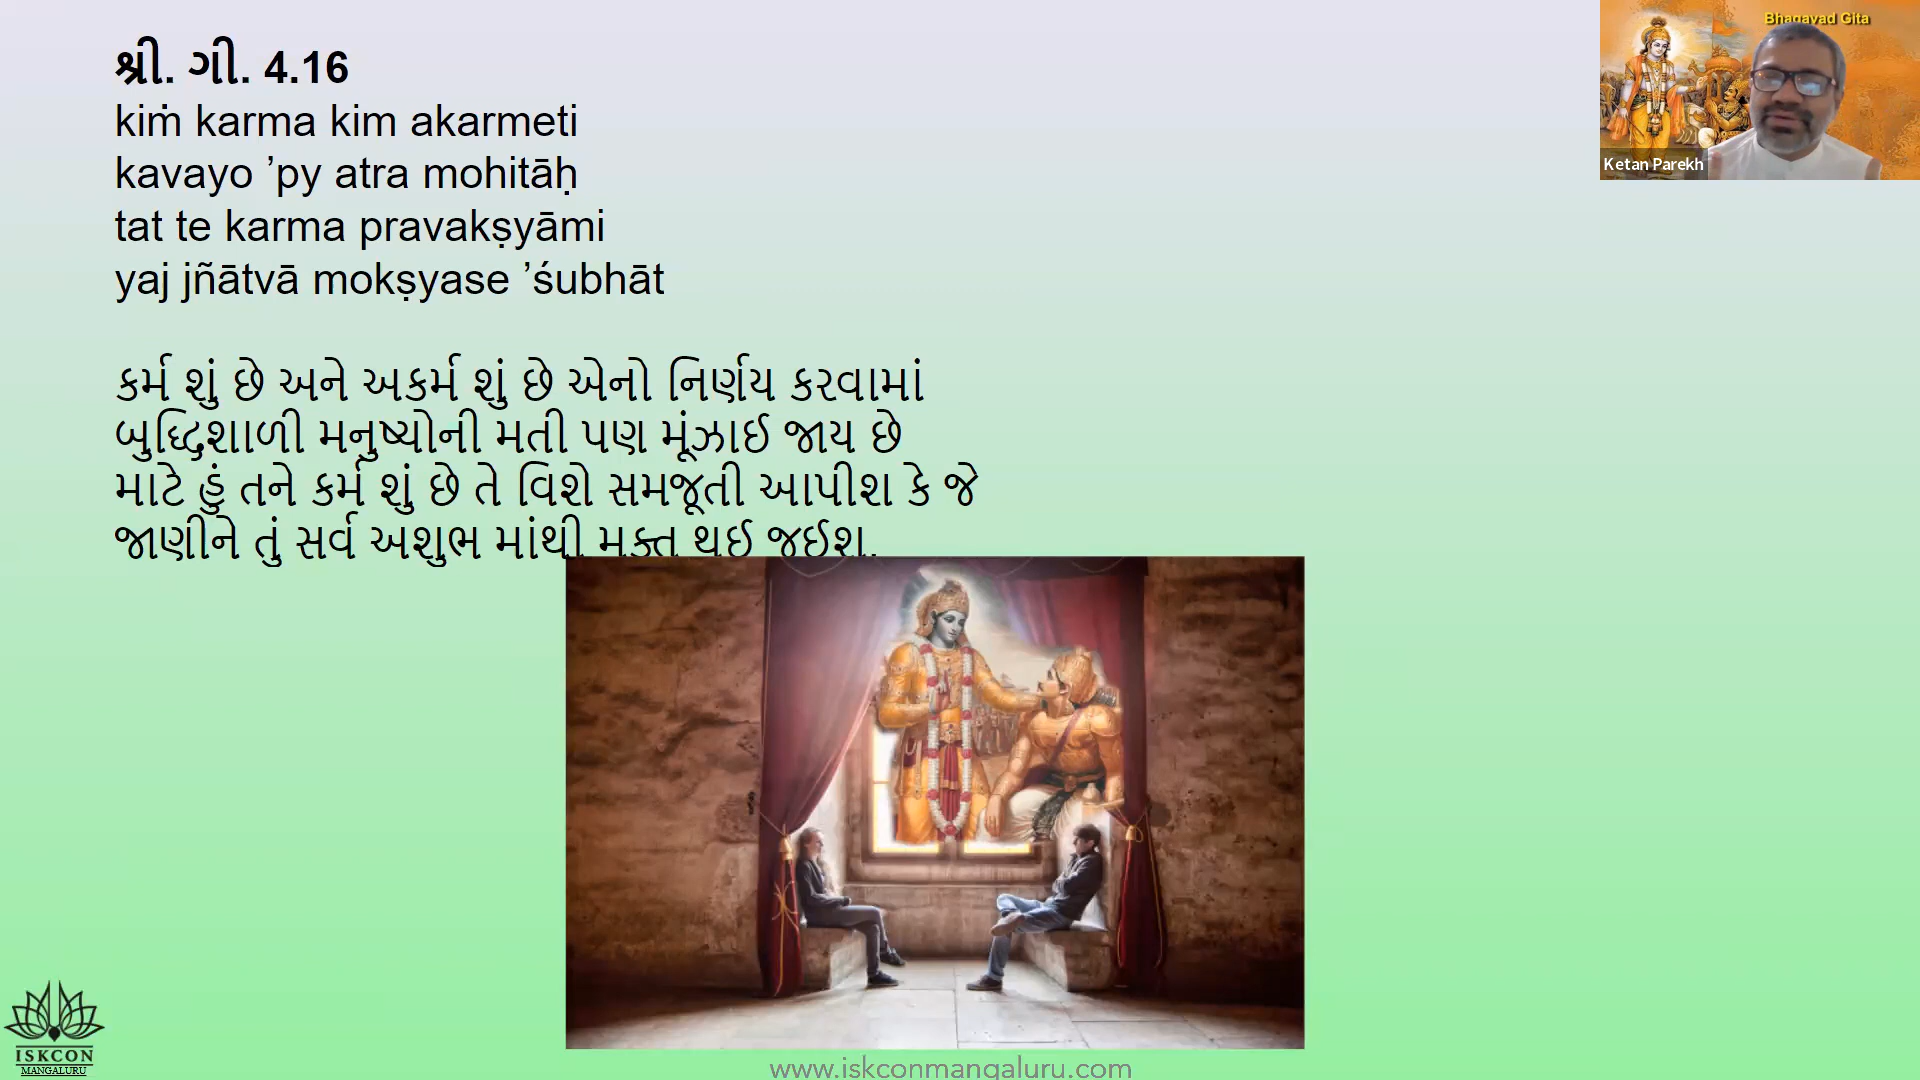 શ્રી. ગી. 4.16
kiṁ karma kim akarmeti
kavayo ’py atra mohitāḥ
tat te karma pravakṣyāmi
yaj jñātvā mokṣyase ’śubhāt
કર્મ શું છે અને અકર્મ શું છે એનો નિર્ણય કરવામાં
બુદ્ધિશાળી મનુષ્યોની મતી પણ મૂંઝાઈ જાય છે
માટે હું તને કર્મ શું છે તે વિશે સમજૂતી આપીશ કે જે
જાણીને તું સર્વ અશુભ માંથી મુક્ત થઈ જઈશ.
Bhagavad Gita
Ketan Parekh
ISKCON
MANGALURU
www.iskconmangaluru.com